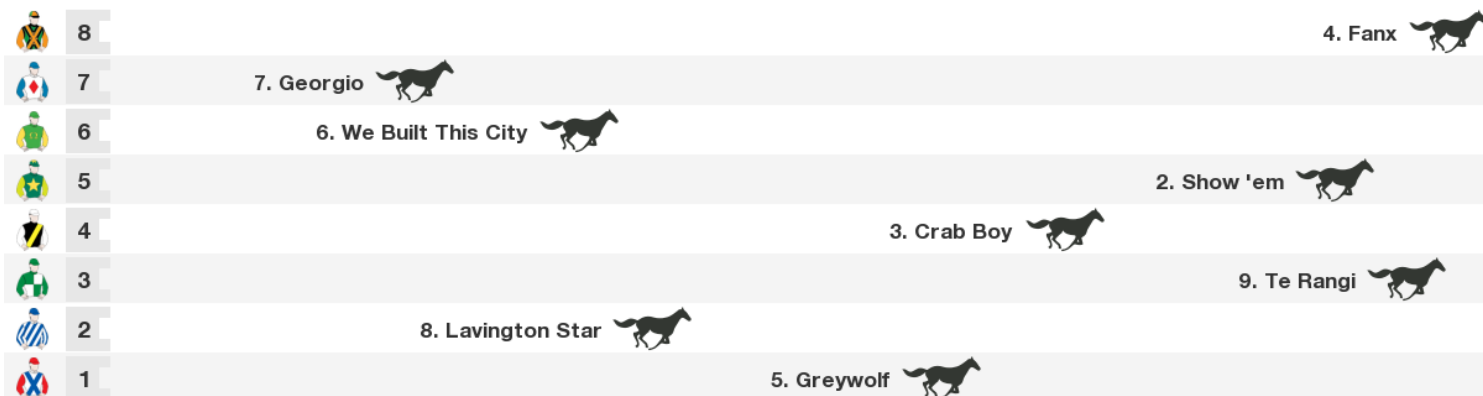 8 4. Fanx
7 7. Georgio
6 6. We Built This City
5 2. Show 'em
4 3. Crab Boy
3 9. Te Rangi
2 8. Lavington Star
1 5. Greywolf